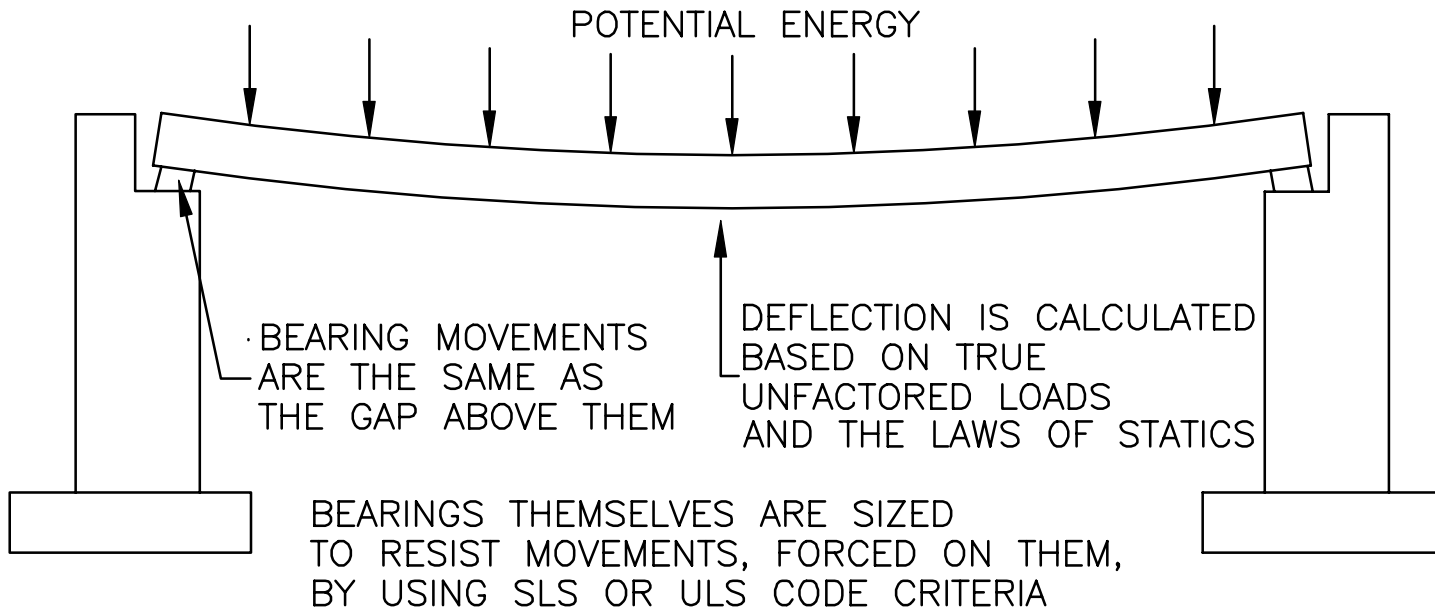 POTENTIAL ENERGY
BEARING MOVEMENTS
ARE THE SAME AS
THE GAP ABOVE THEM
DEFLECTION IS CALCULATED
BASED ON TRUE
UNFACTORED LOADS
AND THE LAWS OF STATICS
BEARINGS THEMSELVES ARE SIZED
TO RESIST MOVEMENTS, FORCED ON THEM,
BY USING SLS OR ULS CODE CRITERIA